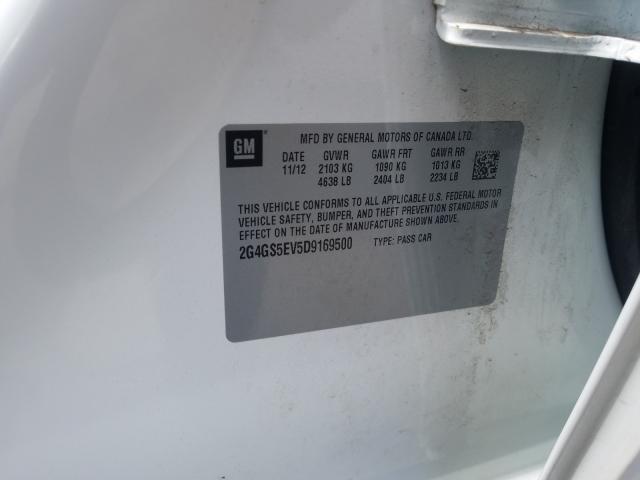 GM
MFD BY GENERAL MOTORS OF CANADA LTD.
DATE GVWR GAWR FRT GAWR RR
11/12 2103 KG 1090 KG 1013 KG
4638 LB 2404 LB 2234 LB
THIS VEHICLE CONFORMS TO ALL APPLICABLE U.S. FEDERAL MOTOR
VEHICLE SAFETY, BUMPER, AND THEFT PREVENTION STANDARDS IN
EFFECT ON THE DATE OF MANUFACTURE SHOWN ABOVE.
2G4GS5EV5D9169500 TYPE: PASS CAR